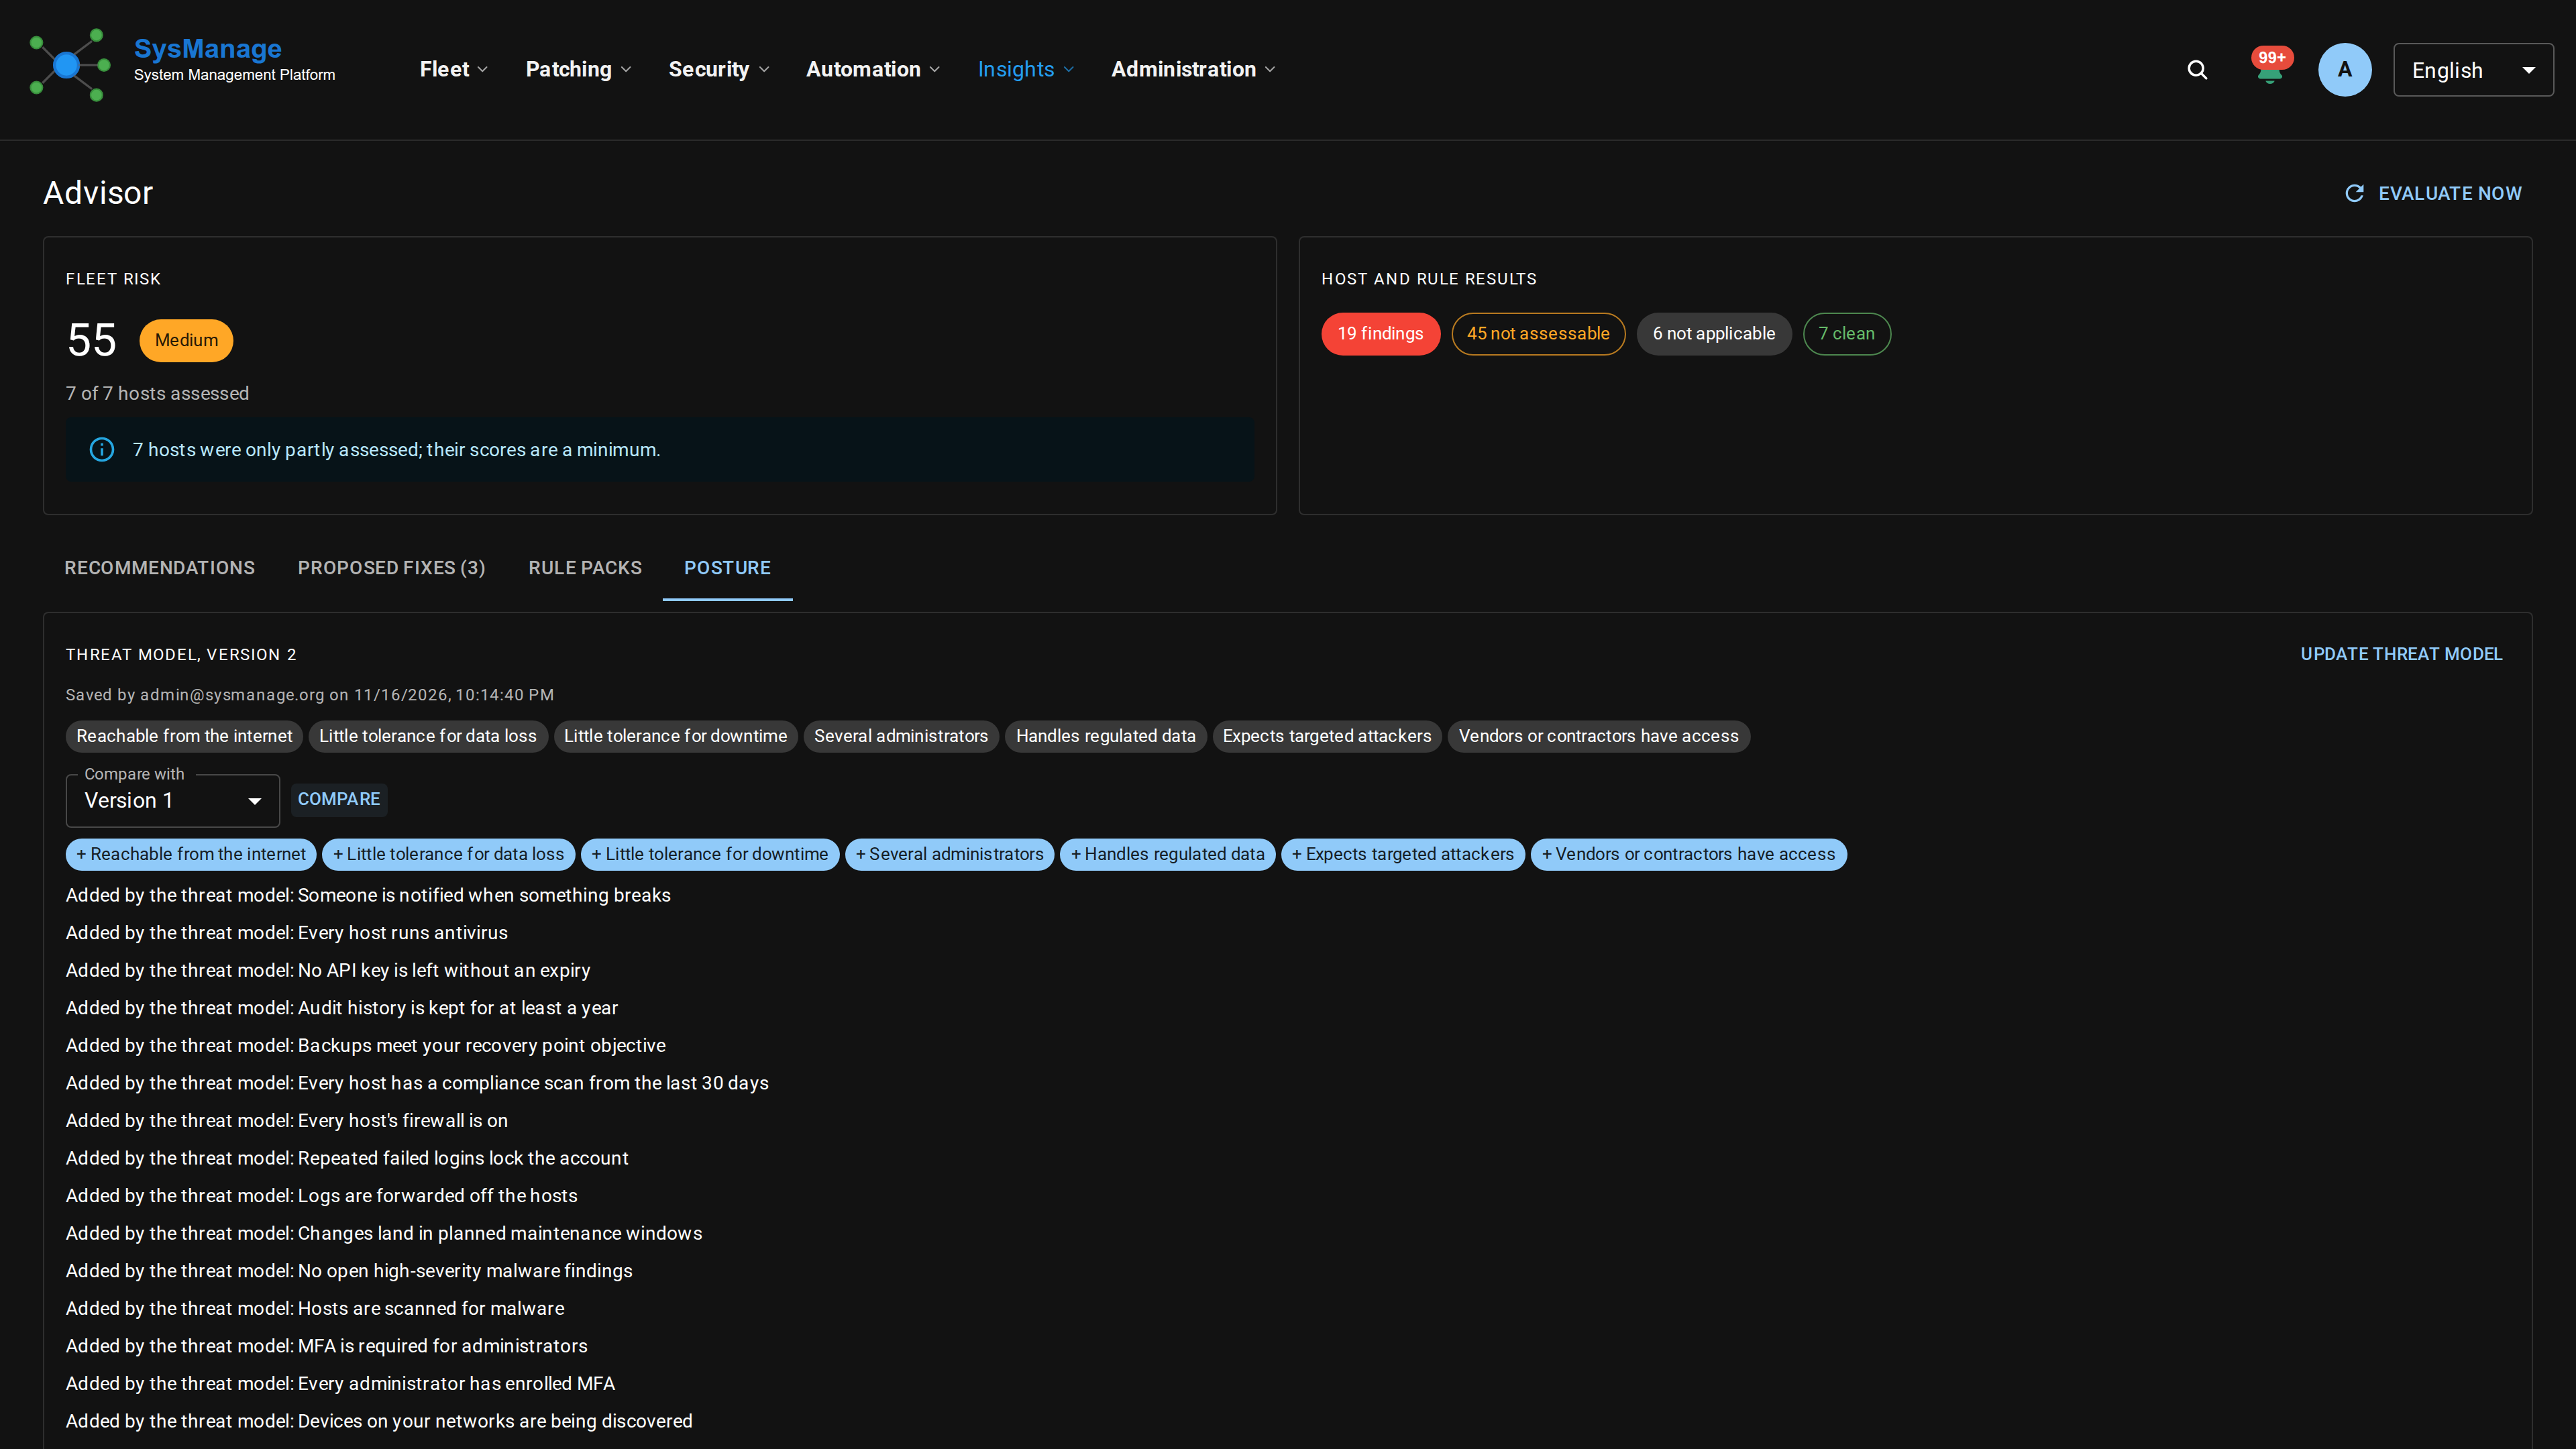 SysManage
System Management Platform
Fleet
Patching
Security
Automation
Insights
Administration
99+
A
English
Advisor
EVALUATE NOW
FLEET RISK
55
Medium
7 of 7 hosts assessed
7 hosts were only partly assessed; their scores are a minimum.
HOST AND RULE RESULTS
19 findings
45 not assessable
6 not applicable
7 clean
RECOMMENDATIONS
PROPOSED FIXES (3)
RULE PACKS
POSTURE
THREAT MODEL, VERSION 2
UPDATE THREAT MODEL
Saved by admin@sysmanage.org on 11/16/2026, 10:14:40 PM
Reachable from the internet
Little tolerance for data loss
Little tolerance for downtime
Several administrators
Handles regulated data
Expects targeted attackers
Vendors or contractors have access
Compare with
Version 1
COMPARE
+ Reachable from the internet
+ Little tolerance for data loss
+ Little tolerance for downtime
+ Several administrators
+ Handles regulated data
+ Expects targeted attackers
+ Vendors or contractors have access
Added by the threat model: Someone is notified when something breaks
Added by the threat model: Every host runs antivirus
Added by the threat model: No API key is left without an expiry
Added by the threat model: Audit history is kept for at least a year
Added by the threat model: Backups meet your recovery point objective
Added by the threat model: Every host has a compliance scan from the last 30 days
Added by the threat model: Every host's firewall is on
Added by the threat model: Repeated failed logins lock the account
Added by the threat model: Logs are forwarded off the hosts
Added by the threat model: Changes land in planned maintenance windows
Added by the threat model: No open high-severity malware findings
Added by the threat model: Hosts are scanned for malware
Added by the threat model: MFA is required for administrators
Added by the threat model: Every administrator has enrolled MFA
Added by the threat model: Devices on your networks are being discovered